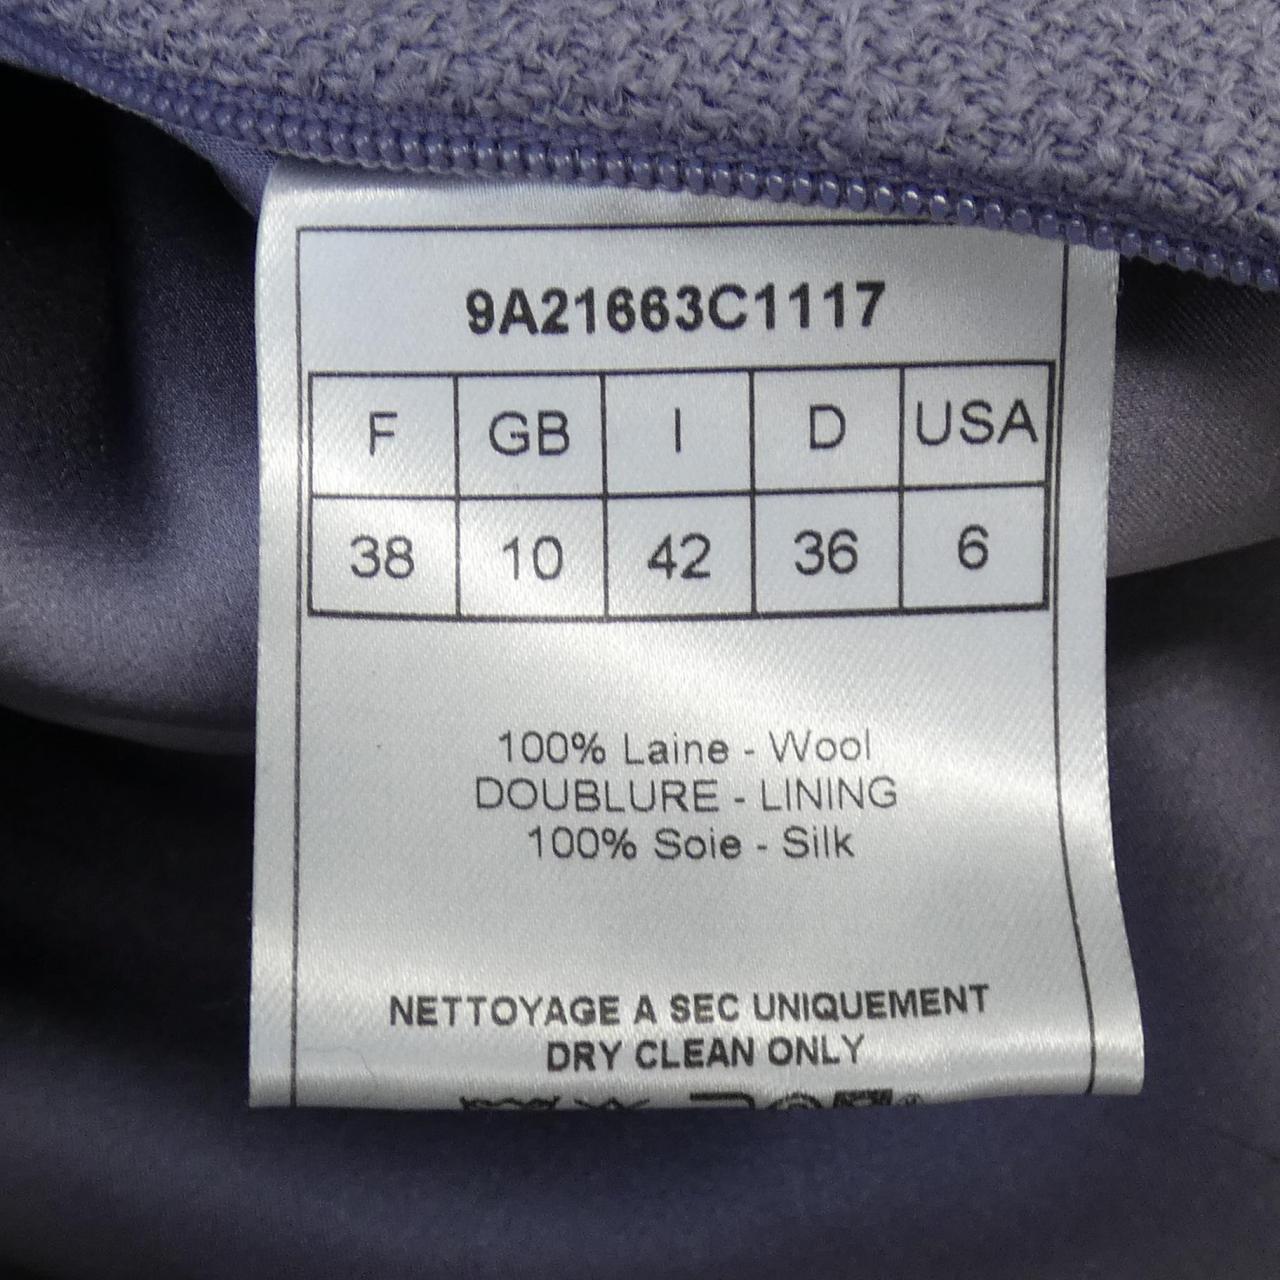 9A21663C1117
F GB I D USA
38 10 42 36 6
100% Laine - Wool
DOUBLURE - LINING
100% Soie - Silk
NETTOYAGE A SEC UNIQUEMENT
DRY CLEAN ONLY